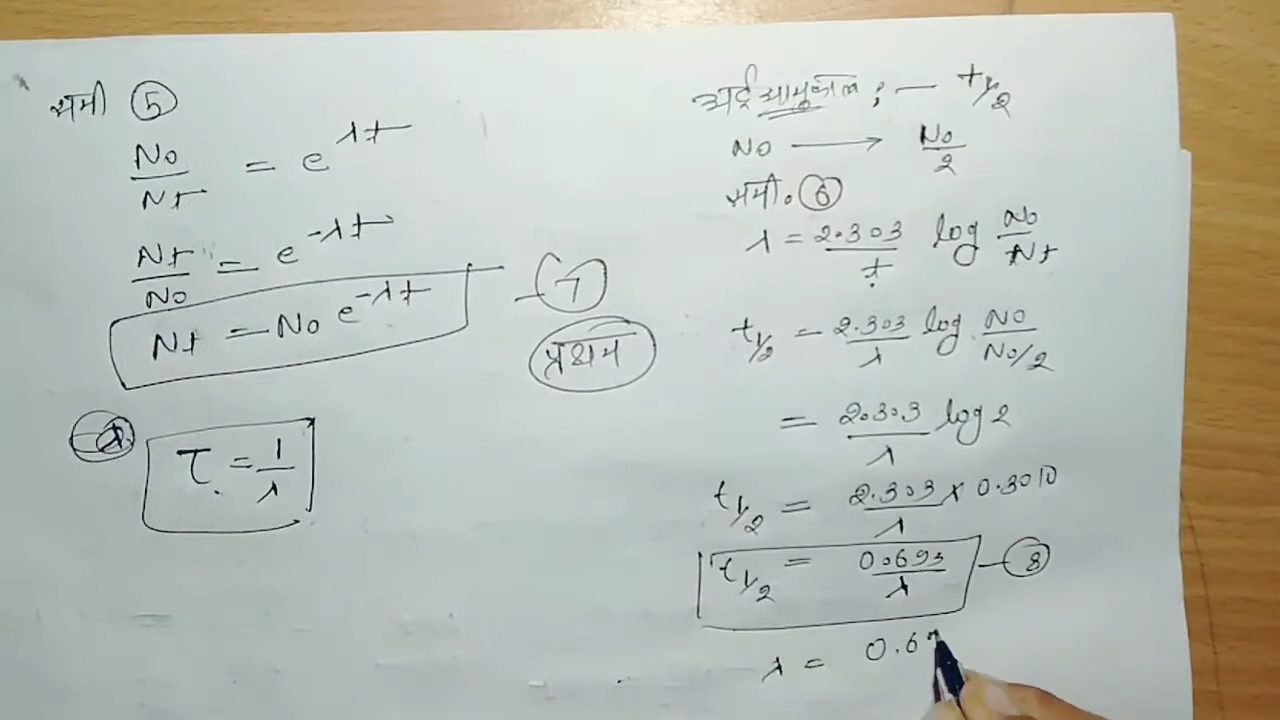 समी ⑤
No/Nt = e^λt
Nt/No = e^-λt
Nt = No e^-λt — ⑦
प्रथम
τ = 1/λ
अर्द्ध आयुकाल :— t1/2
No ⟶ No/2
समी. ⑥
λ = 2.303/t log No/Nt
t1/2 = 2.303/λ log No/No/2
= 2.303/λ log 2
t1/2 = 2.303/λ × 0.3010
t1/2 = 0.693/λ — ⑧
λ = 0.6